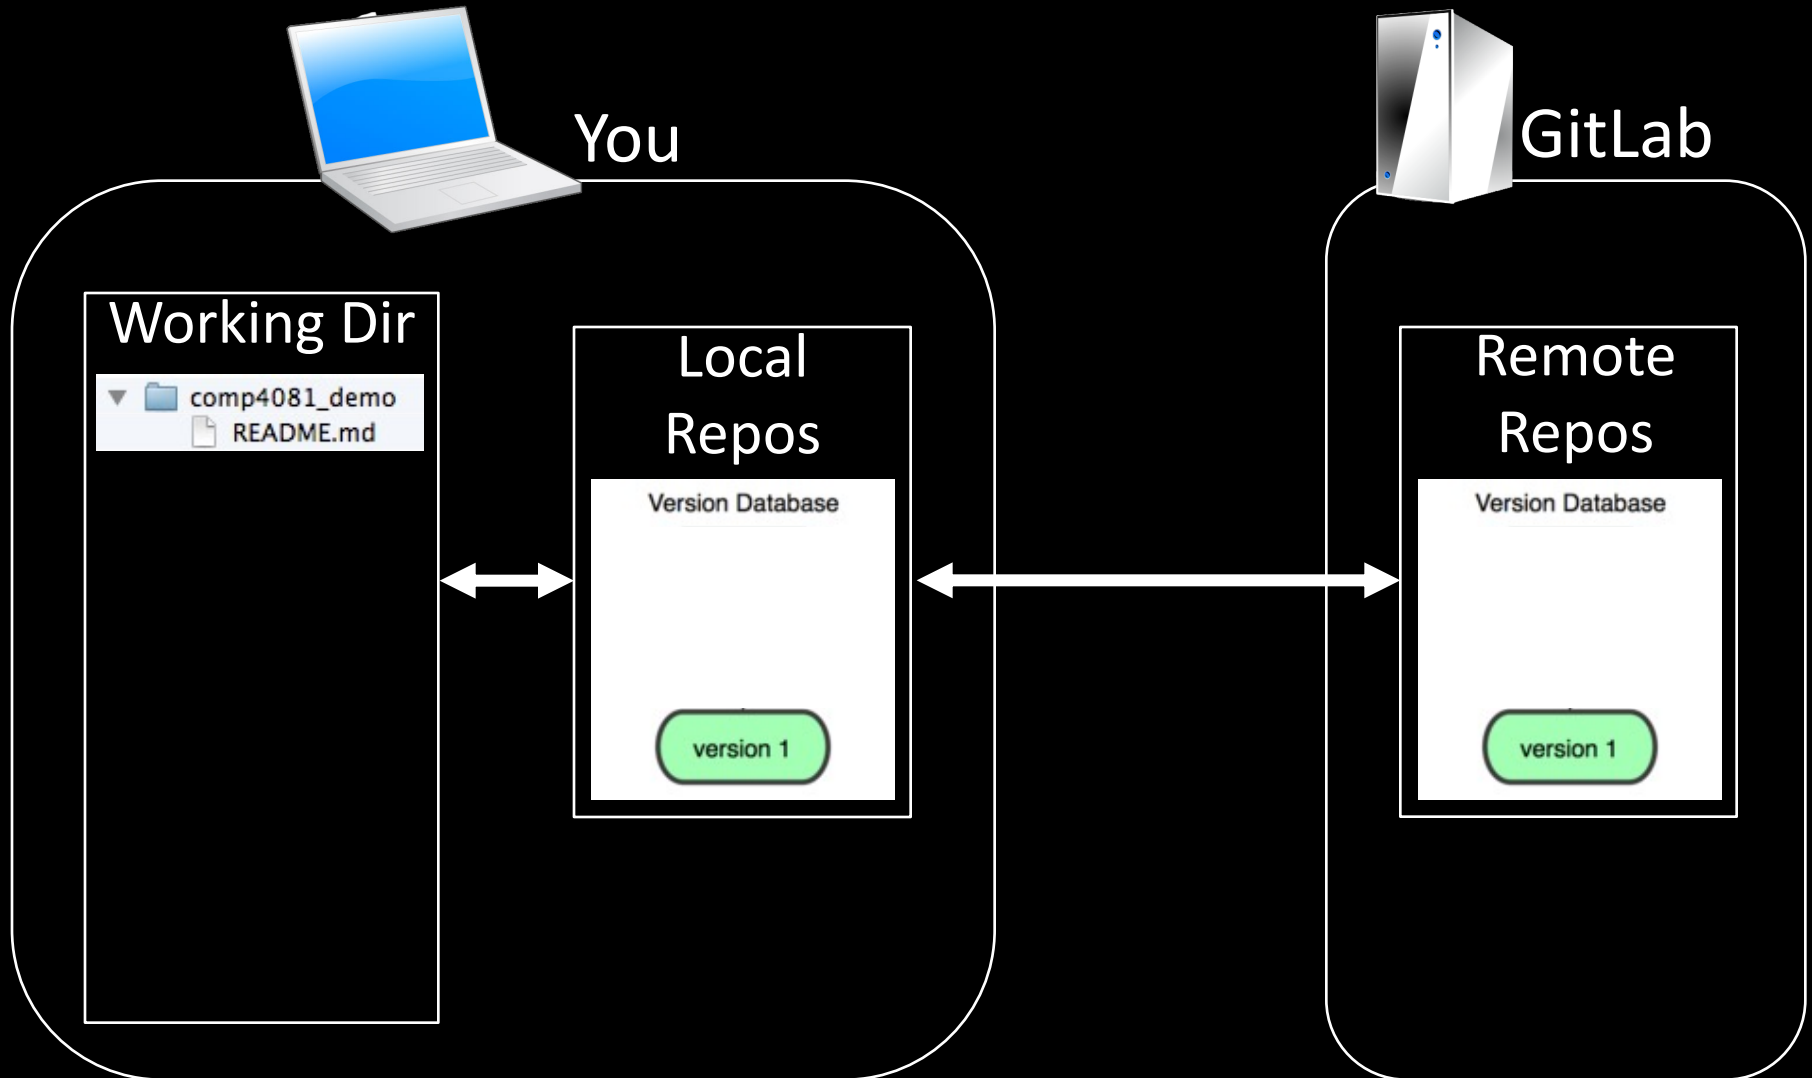 You
GitLab
Working Dir
comp4081_demo
README.md
Local
Repos
Version Database
version 1
Remote
Repos
Version Database
version 1